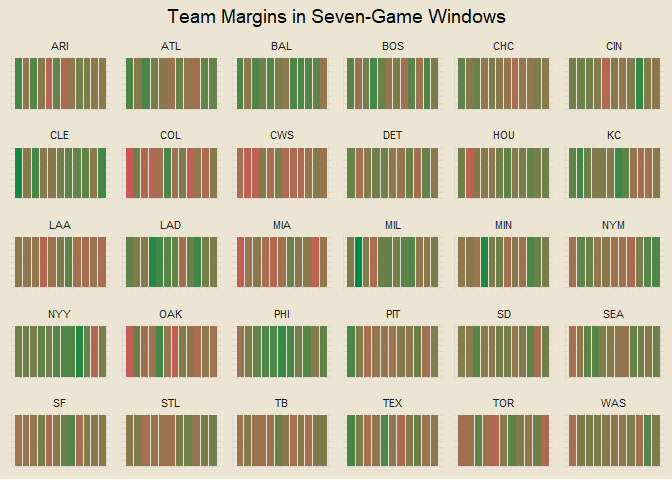 Team Margins in Seven-Game Windows
ARI ATL BAL BOS CHC CIN
CLE COL CWS DET HOU KC
LAA LAD MIA MIL MIN NYM
NYY OAK PHI PIT SD SEA
SF STL TB TEX TOR WAS